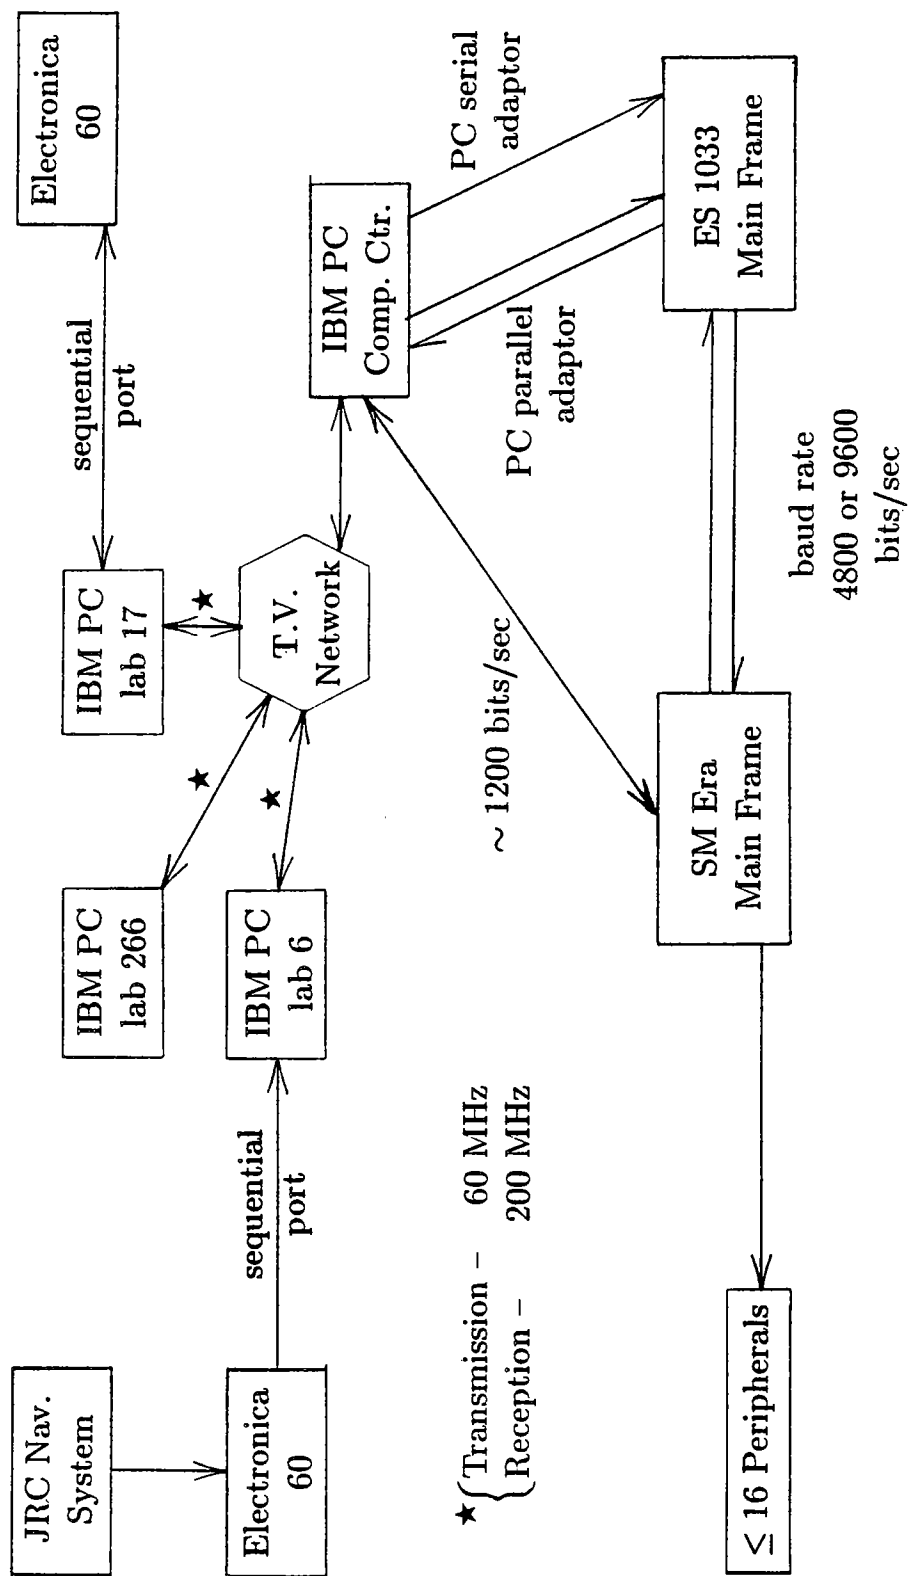 JRC Nav.
System
Electronica
60
sequential
port
IBM PC
lab 266
IBM PC
lab 6
IBM PC
lab 17
sequential
port
Electronica
60
★
★
★
T.V.
Network
IBM PC
Comp. Ctr.
PC serial
adaptor
PC parallel
adaptor
~ 1200 bits/sec
★{Transmission – 60 MHz
Reception – 200 MHz
≤ 16 Peripherals
SM Era
Main Frame
baud rate
4800 or 9600
bits/sec
ES 1033
Main Frame